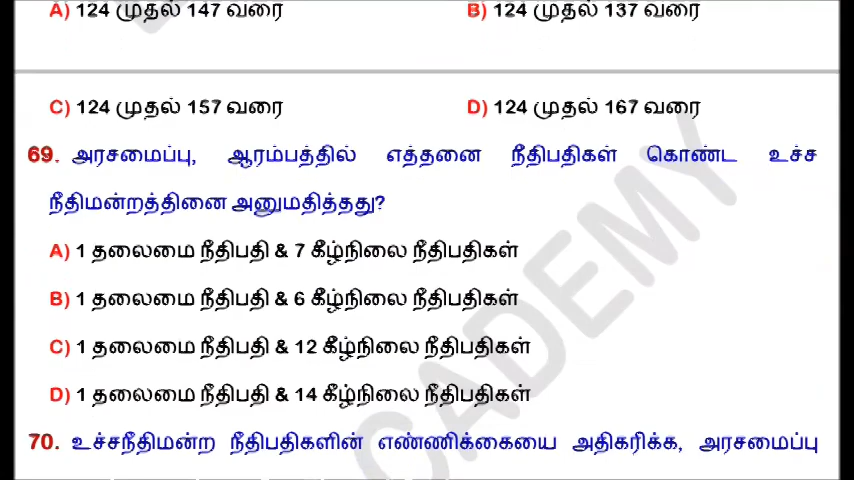 A) 124 முதல் 147 வரை B) 124 முதல் 137 வரை
C) 124 முதல் 157 வரை D) 124 முதல் 167 வரை
69. அரசமைப்பு, ஆரம்பத்தில் எத்தனை நீதிபதிகள் கொண்ட உச்ச
நீதிமன்றத்தினை அனுமதித்தது?
A) 1 தலைமை நீதிபதி & 7 கீழ்நிலை நீதிபதிகள்
B) 1 தலைமை நீதிபதி & 6 கீழ்நிலை நீதிபதிகள்
C) 1 தலைமை நீதிபதி & 12 கீழ்நிலை நீதிபதிகள்
D) 1 தலைமை நீதிபதி & 14 கீழ்நிலை நீதிபதிகள்
70. உச்சநீதிமன்ற நீதிபதிகளின் எண்ணிக்கையை அதிகரிக்க, அரசமைப்பு
CADEMY